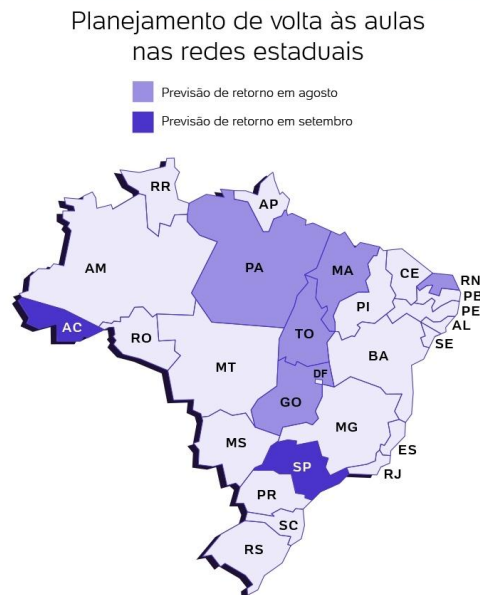 Planejamento de volta às aulas
nas redes estaduais
Previsão de retorno em agosto
Previsão de retorno em setembro
RR
AP
AM
PA
MA
CE
RN
PB
PE
AL
SE
PI
AC
RO
TO
BA
MT
DF
GO
MG
MS
ES
SP
RJ
PR
SC
RS